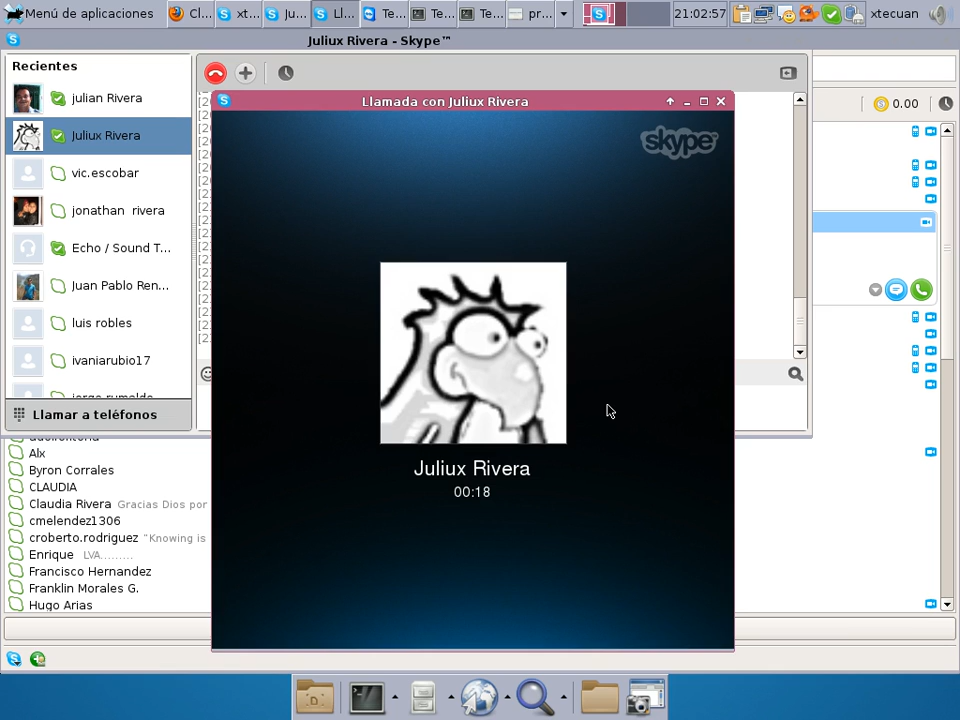 Menú de aplicaciones
Cl...
xt...
Ju...
Ll...
Te...
Te...
Te...
pr...
21:02:57
xtecuan
Juliux Rivera - Skype™
Recientes
julian Rivera
Juliux Rivera
vic.escobar
jonathan rivera
Echo / Sound T...
Juan Pablo Ren...
luis robles
ivaniarubio17
Llamar a teléfonos
Llamada con Juliux Rivera
skype
Juliux Rivera
00:18
0.00
Alx
Byron Corrales
CLAUDIA
Claudia Rivera Gracias Dios por
cmelendez1306
croberto.rodriguez "Knowing is
Enrique LVA.........
Francisco Hernandez
Franklin Morales G.
Hugo Arias